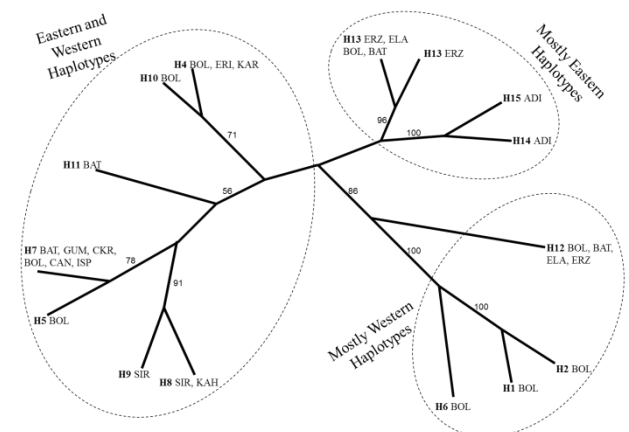 Eastern and
Western
Haplotypes
H4 BOL, ERI, KAR
H10 BOL
71
H11 BAT
56
H7 BAT, GUM, CKR,
BOL, CAN, ISP
78
H5 BOL
91
H9 SIR
H8 SIR, KAH
H13 ERZ, ELA
BOL, BAT
H13 ERZ
Mostly Eastern
Haplotypes
96
100
H15 ADI
H14 ADI
86
H12 BOL, BAT,
ELA, ERZ
100
Mostly Western
Haplotypes
100
H2 BOL
H1 BOL
H6 BOL